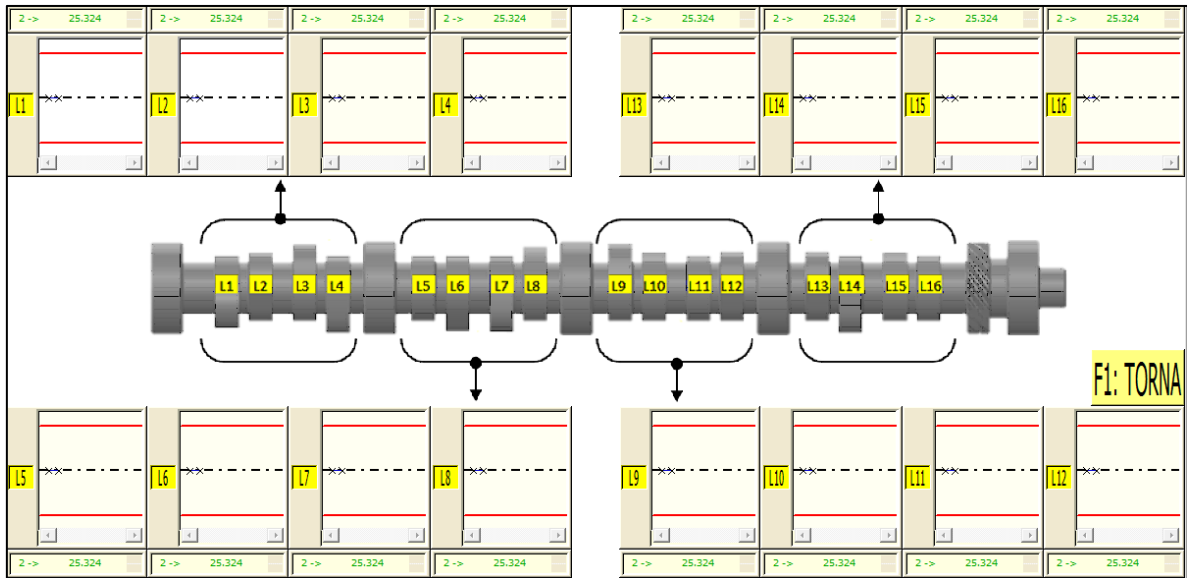 2 -> 25.324 2 -> 25.324 2 -> 25.324 2 -> 25.324 2 -> 25.324 2 -> 25.324 2 -> 25.324 2 -> 25.324
L1 L2 L3 L4 L13 L14 L15 L16
L1 L2 L3 L4 L5 L6 L7 L8 L9 L10 L11 L12 L13 L14 L15 L16
F1: TORNA
L5 L6 L7 L8 L9 L10 L11 L12
2 -> 25.324 2 -> 25.324 2 -> 25.324 2 -> 25.324 2 -> 25.324 2 -> 25.324 2 -> 25.324 2 -> 25.324